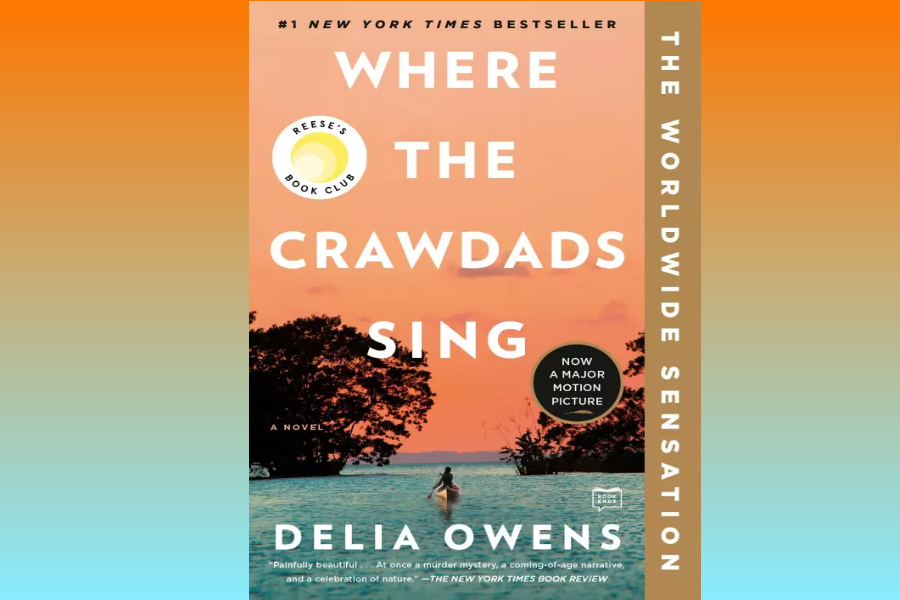 #1 NEW YORK TIMES BESTSELLER
WHERE
THE
CRAWDADS
SING
REESE'S
BOOK CLUB
NOW
A MAJOR
MOTION
PICTURE
A NOVEL
BOOK
ENDS
DELIA OWENS
"Painfully beautiful . . . At once a murder mystery, a coming-of-age narrative,
and a celebration of nature." —THE NEW YORK TIMES BOOK REVIEW
THE WORLDWIDE SENSATION